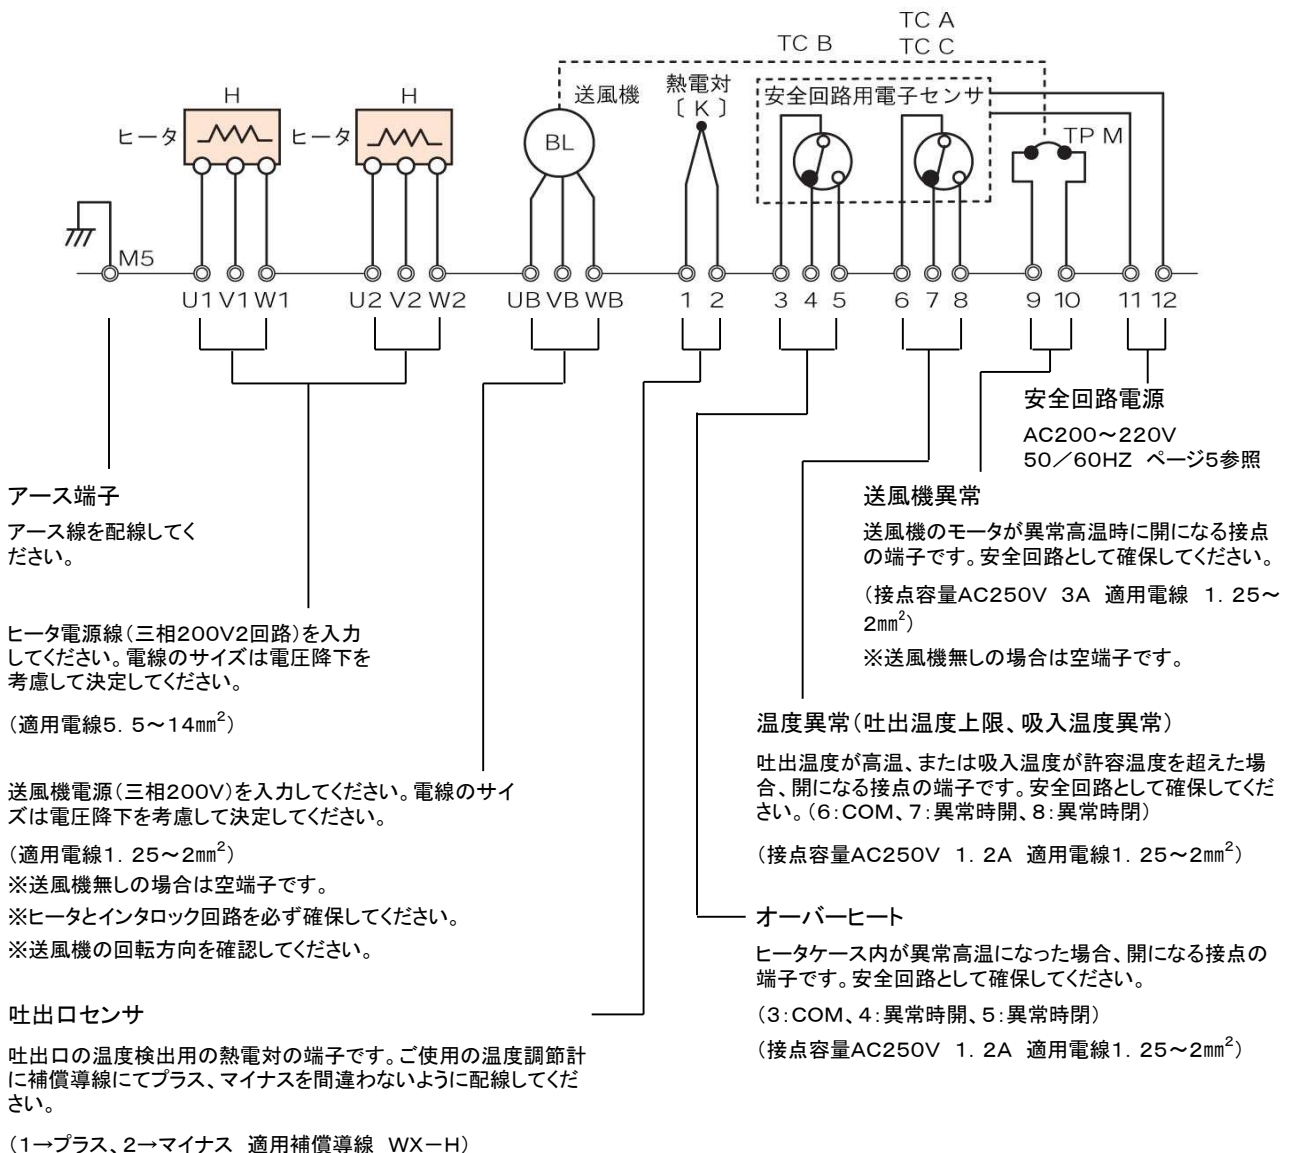 TC A
TC B
TC C
H
H
送風機
熱電対
〔 K 〕
安全回路用電子センサ
ヒータ
ヒータ
BL
TP M
M5
U1 V1 W1
U2 V2 W2
UB VB WB
1 2
3 4 5
6 7 8
9 10
11 12
安全回路電源
AC200～220V
50／60HZ ページ5参照
アース端子
アース線を配線してく
ださい。
送風機異常
送風機のモータが異常高温時に開になる接点
の端子です。安全回路として確保してください。
（接点容量AC250V 3A 適用電線 1．25～
2㎜²）
※送風機無しの場合は空端子です。
ヒータ電源線（三相200V2回路）を入力
してください。電線のサイズは電圧降下を
考慮して決定してください。
（適用電線5．5～14㎜²）
温度異常（吐出温度上限、吸入温度異常）
吐出温度が高温、または吸入温度が許容温度を超えた場
合、開になる接点の端子です。安全回路として確保してくだ
さい。（6：COM、7：異常時開、8：異常時閉）
（接点容量AC250V 1．2A 適用電線1．25～2㎜²）
送風機電源（三相200V）を入力してください。電線のサイ
ズは電圧降下を考慮して決定してください。
（適用電線1．25～2㎜²）
※送風機無しの場合は空端子です。
※ヒータとインタロック回路を必ず確保してください。
※送風機の回転方向を確認してください。
オーバーヒート
ヒータケース内が異常高温になった場合、開になる接点の
端子です。安全回路として確保してください。
（3：COM、4：異常時開、5：異常時閉）
（接点容量AC250V 1．2A 適用電線1．25～2㎜²）
吐出口センサ
吐出口の温度検出用の熱電対の端子です。ご使用の温度調節計
に補償導線にてプラス、マイナスを間違わないように配線してくだ
さい。
（1→プラス、2→マイナス 適用補償導線 WX－H）